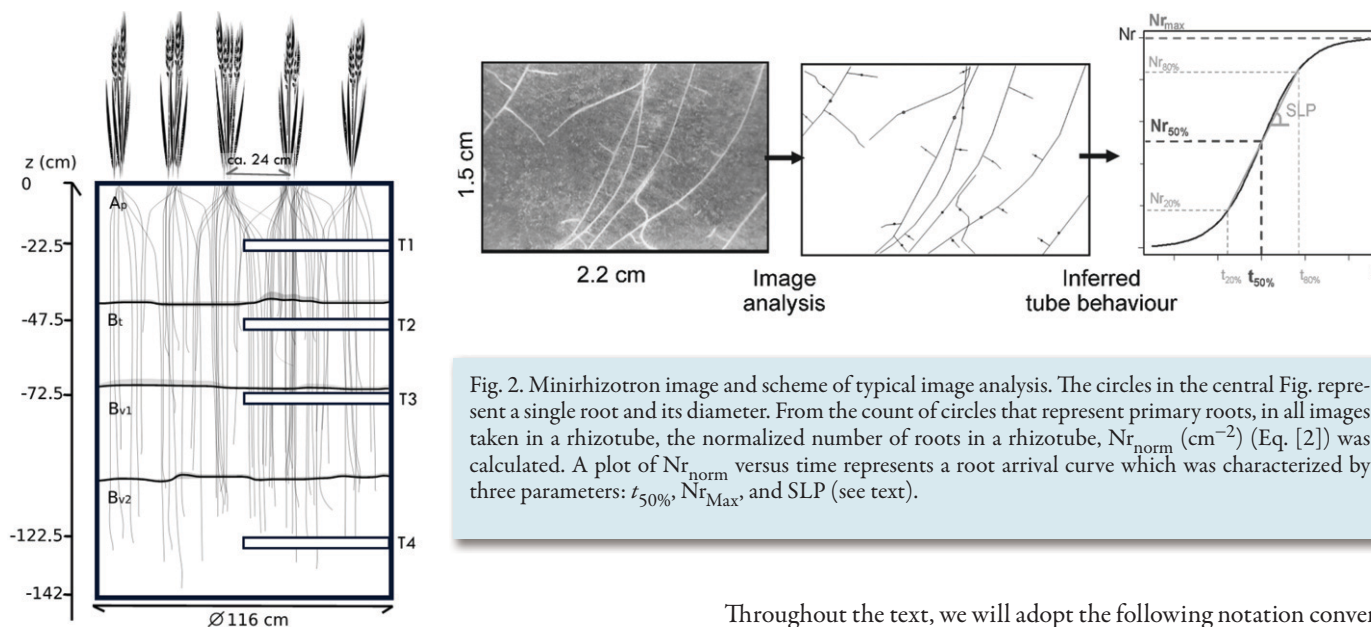 z (cm)
0
-22.5
-47.5
-72.5
-122.5
-142
ca. 24 cm
Ap
Bt
Bv1
Bv2
T1
T2
T3
T4
Ø 116 cm
1.5 cm
2.2 cm
Image
analysis
Inferred
tube behaviour
Nr
Nrmax
Nr80%
Nr50%
Nr20%
SLP
t20% t50% t80%
Fig. 2. Minirhizotron image and scheme of typical image analysis. The circles in the central Fig. repre-
sent a single root and its diameter. From the count of circles that represent primary roots, in all images
taken in a rhizotube, the normalized number of roots in a rhizotube, Nrnorm (cm−2) (Eq. [2]) was
calculated. A plot of Nrnorm versus time represents a root arrival curve which was characterized by
three parameters: t50%, NrMax, and SLP (see text).
Throughout the text, we will adopt the following notation conver